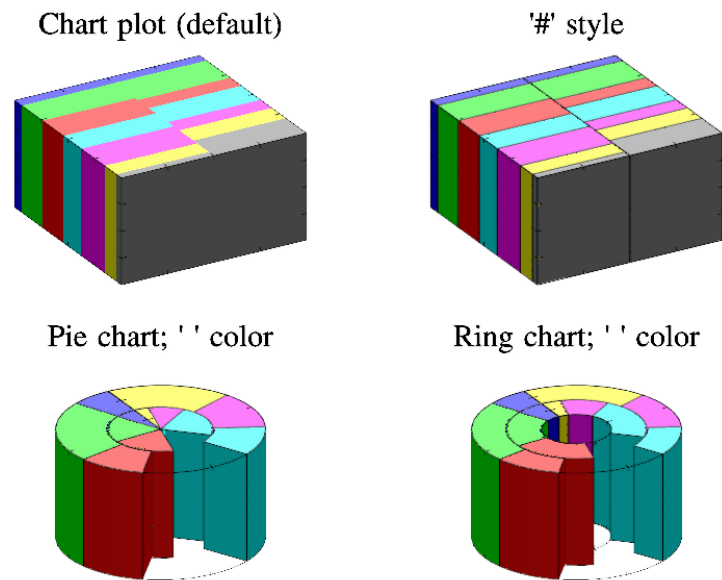 Chart plot (default)
'#' style
Pie chart; ' ' color
Ring chart; ' ' color